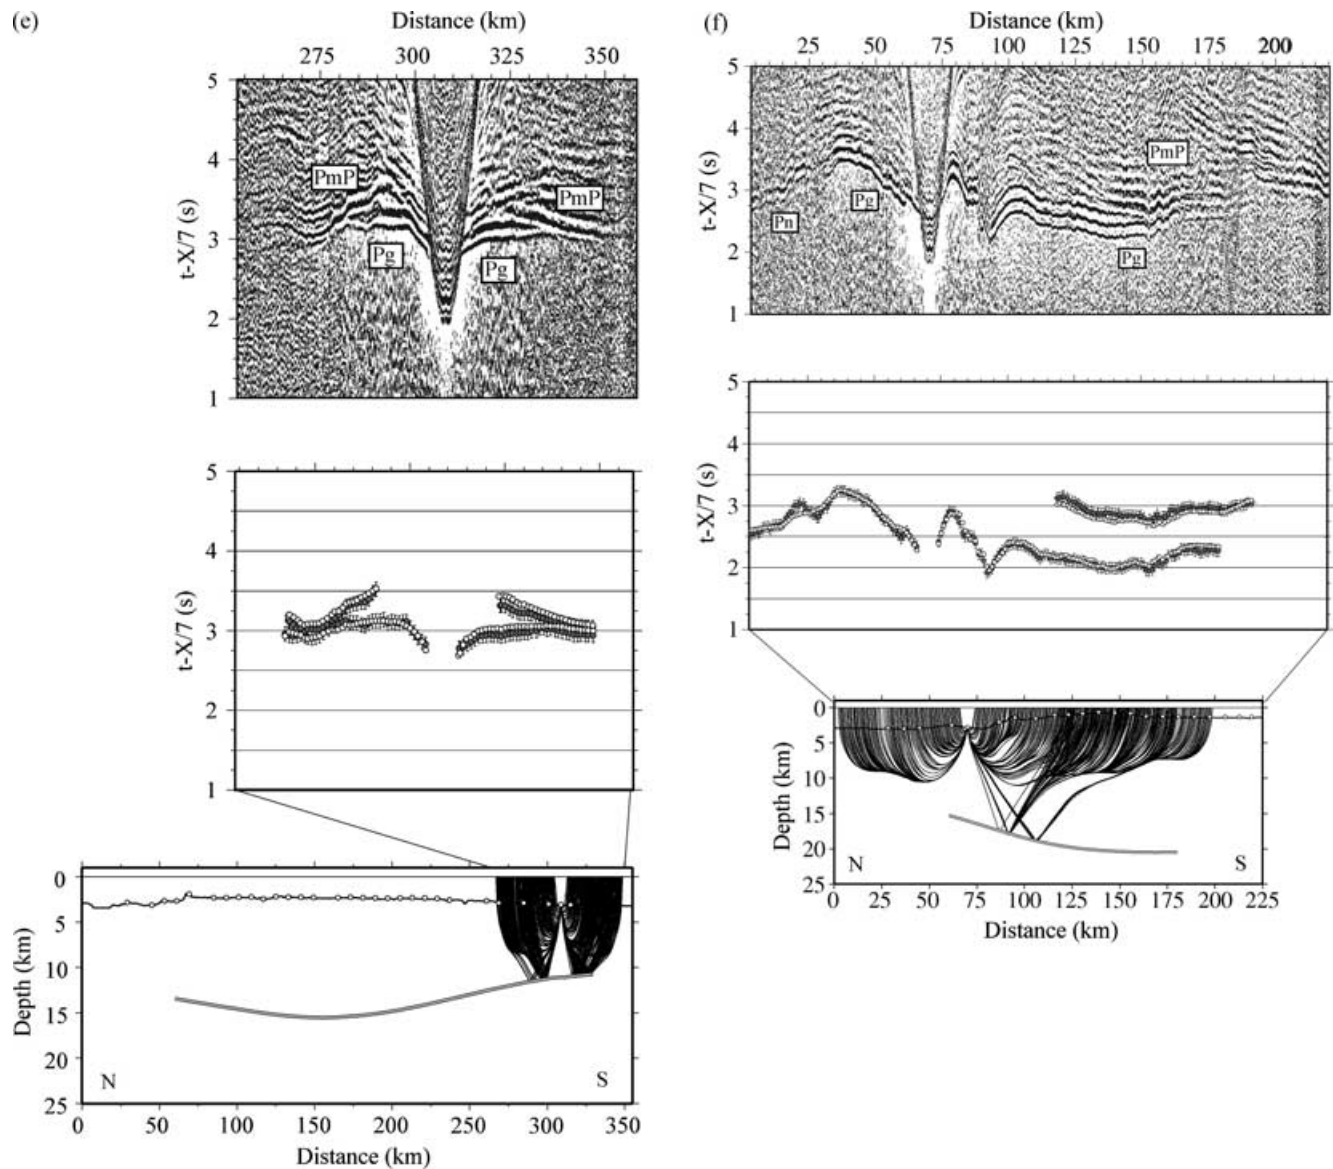 (e)
Distance (km)
275 300 325 350
5
4
3
2
1
t-X/7 (s)
PmP
PmP
Pg
Pg
5
4
3
2
1
t-X/7 (s)
0
5
10
15
20
25
Depth (km)
N S
0 50 100 150 200 250 300 350
Distance (km)
(f)
Distance (km)
25 50 75 100 125 150 175 200
5
4
3
2
1
t-X/7 (s)
PmP
Pg
Pn
Pg
5
4
3
2
1
t-X/7 (s)
0
5
10
15
20
25
Depth (km)
N S
0 25 50 75 100 125 150 175 200 225
Distance (km)